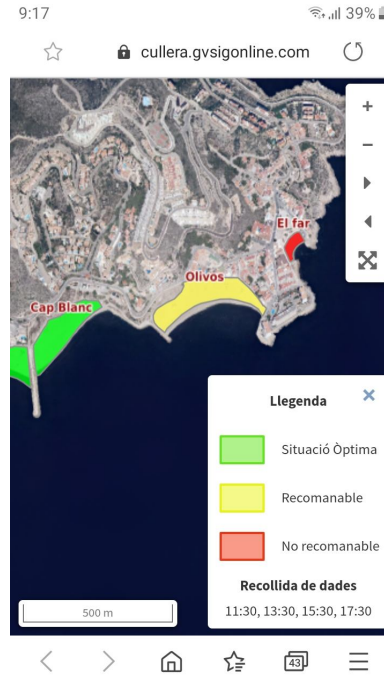 9:17
39%
cullera.gvsigonline.com
El far
Olivos
Cap Blanc
Llegenda
Situació Òptima
Recomanable
No recomanable
Recollida de dades
11:30, 13:30, 15:30, 17:30
500 m
43